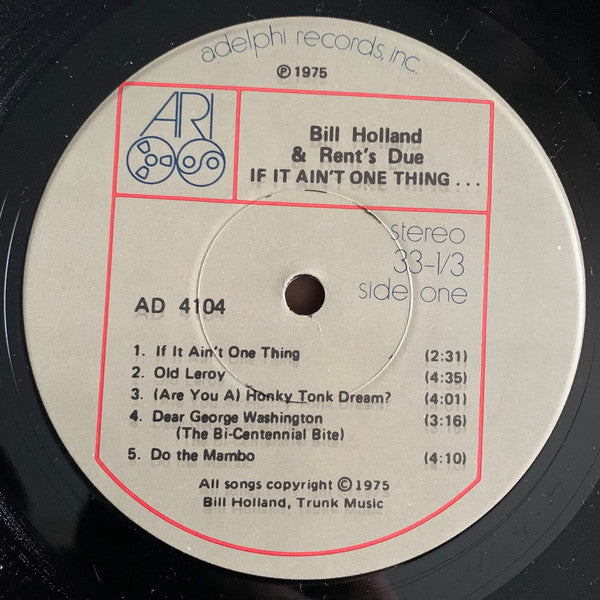 adelphi records, inc.
Ⓟ 1975
ARI
Bill Holland
& Rent's Due
IF IT AIN'T ONE THING . . .
stereo
33-1/3
side one
AD 4104
1. If It Ain't One Thing (2:31)
2. Old Leroy (4:35)
3. (Are You A) Honky Tonk Dream? (4:01)
4. Dear George Washington (3:16)
(The Bi-Centennial Bite)
5. Do the Mambo (4:10)
All songs copyright © 1975
Bill Holland, Trunk Music